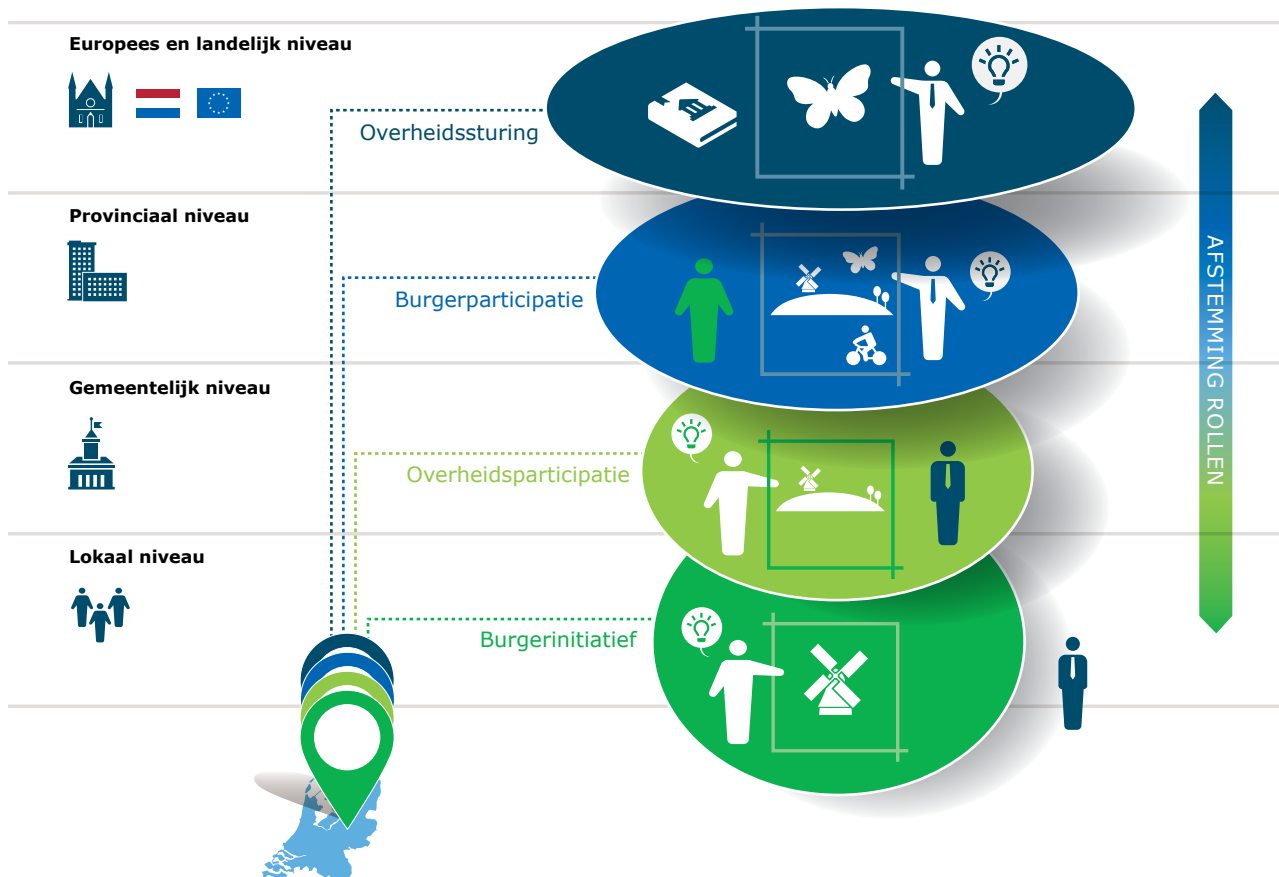 Europees en landelijk niveau
Overheidssturing
Provinciaal niveau
Burgerparticipatie
Gemeentelijk niveau
Overheidsparticipatie
Lokaal niveau
Burgerinitiatief
AFSTEMMING ROLLEN